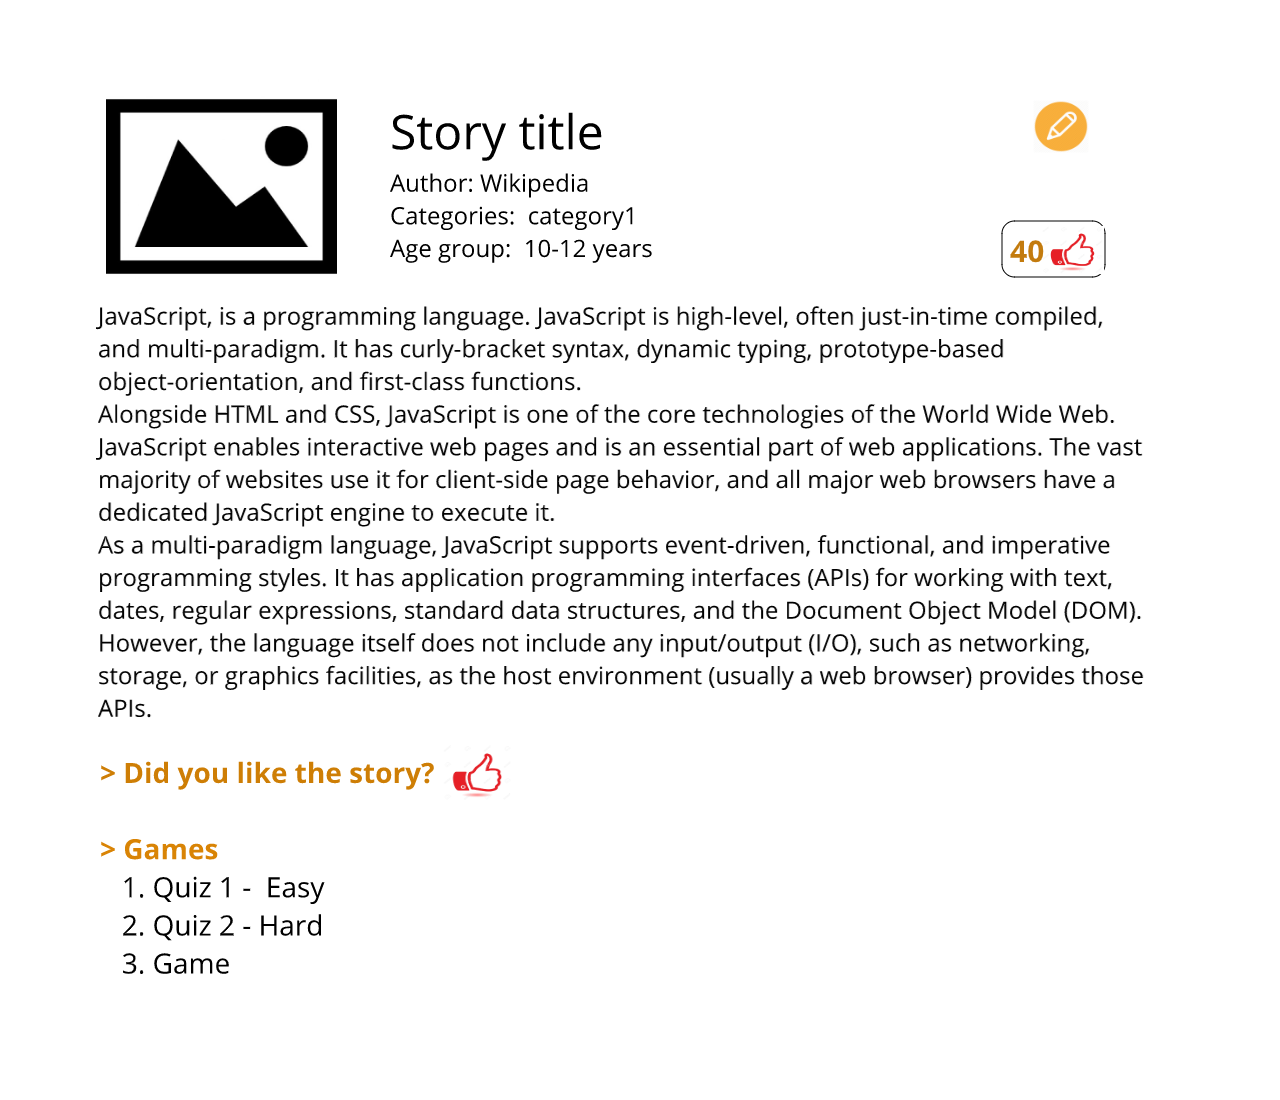 Story title
Author: Wikipedia
Categories:  category1
Age group:  10-12 years
40
JavaScript, is a programming language. JavaScript is high-level, often just-in-time compiled,
and multi-paradigm. It has curly-bracket syntax, dynamic typing, prototype-based
object-orientation, and first-class functions.
Alongside HTML and CSS, JavaScript is one of the core technologies of the World Wide Web.
JavaScript enables interactive web pages and is an essential part of web applications. The vast
majority of websites use it for client-side page behavior, and all major web browsers have a
dedicated JavaScript engine to execute it.
As a multi-paradigm language, JavaScript supports event-driven, functional, and imperative
programming styles. It has application programming interfaces (APIs) for working with text,
dates, regular expressions, standard data structures, and the Document Object Model (DOM).
However, the language itself does not include any input/output (I/O), such as networking,
storage, or graphics facilities, as the host environment (usually a web browser) provides those
APIs.
> Did you like the story?
> Games
1. Quiz 1 -  Easy
2. Quiz 2 - Hard
3. Game